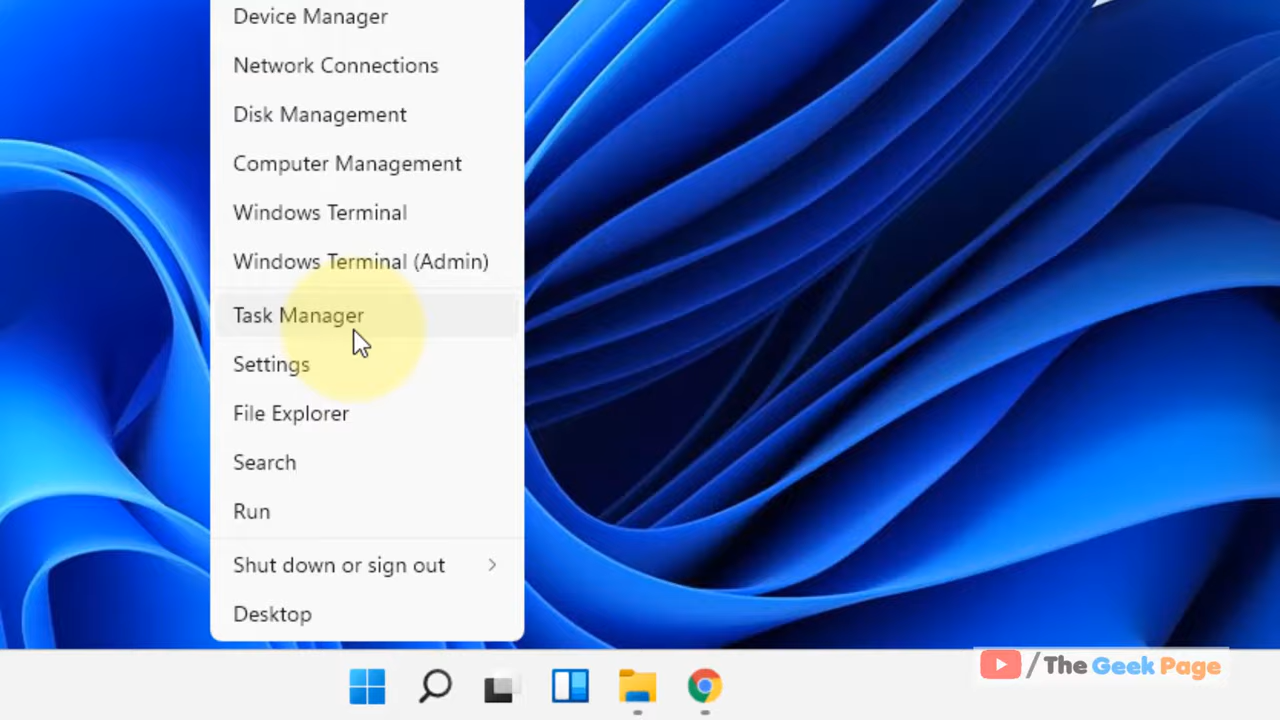 Device Manager
Network Connections
Disk Management
Computer Management
Windows Terminal
Windows Terminal (Admin)
Task Manager
Settings
File Explorer
Search
Run
Shut down or sign out
Desktop
/The Geek Page